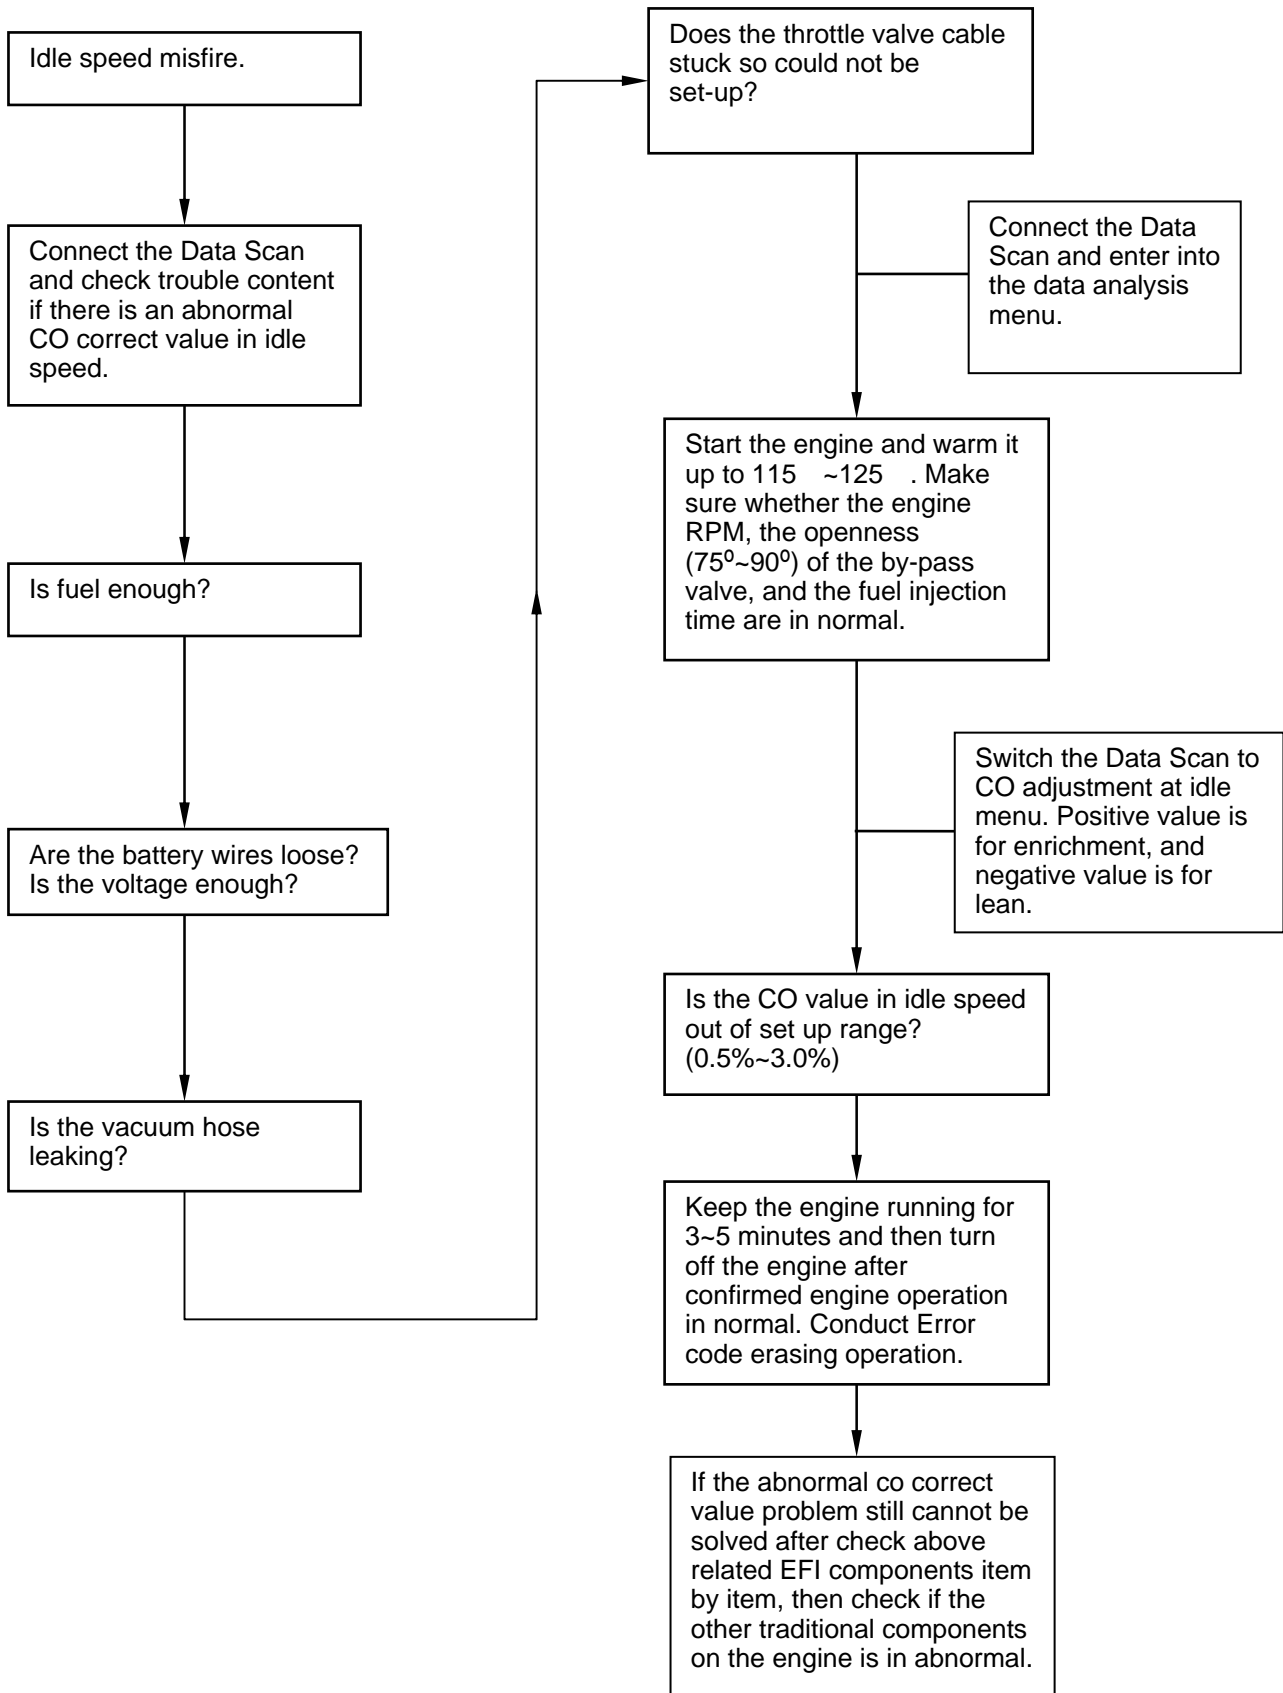 Idle speed misfire.
Connect the Data Scan
and check trouble content
if there is an abnormal
CO correct value in idle
speed.
Is fuel enough?
Are the battery wires loose?
Is the voltage enough?
Is the vacuum hose
leaking?
Does the throttle valve cable
stuck so could not be
set-up?
Connect the Data
Scan and enter into
the data analysis
menu.
Start the engine and warm it
up to 115   ~125   . Make
sure whether the engine
RPM, the openness
(75⁰~90⁰) of the by-pass
valve, and the fuel injection
time are in normal.
Switch the Data Scan to
CO adjustment at idle
menu. Positive value is
for enrichment, and
negative value is for
lean.
Is the CO value in idle speed
out of set up range?
(0.5%~3.0%)
Keep the engine running for
3~5 minutes and then turn
off the engine after
confirmed engine operation
in normal. Conduct Error
code erasing operation.
If the abnormal co correct
value problem still cannot be
solved after check above
related EFI components item
by item, then check if the
other traditional components
on the engine is in abnormal.